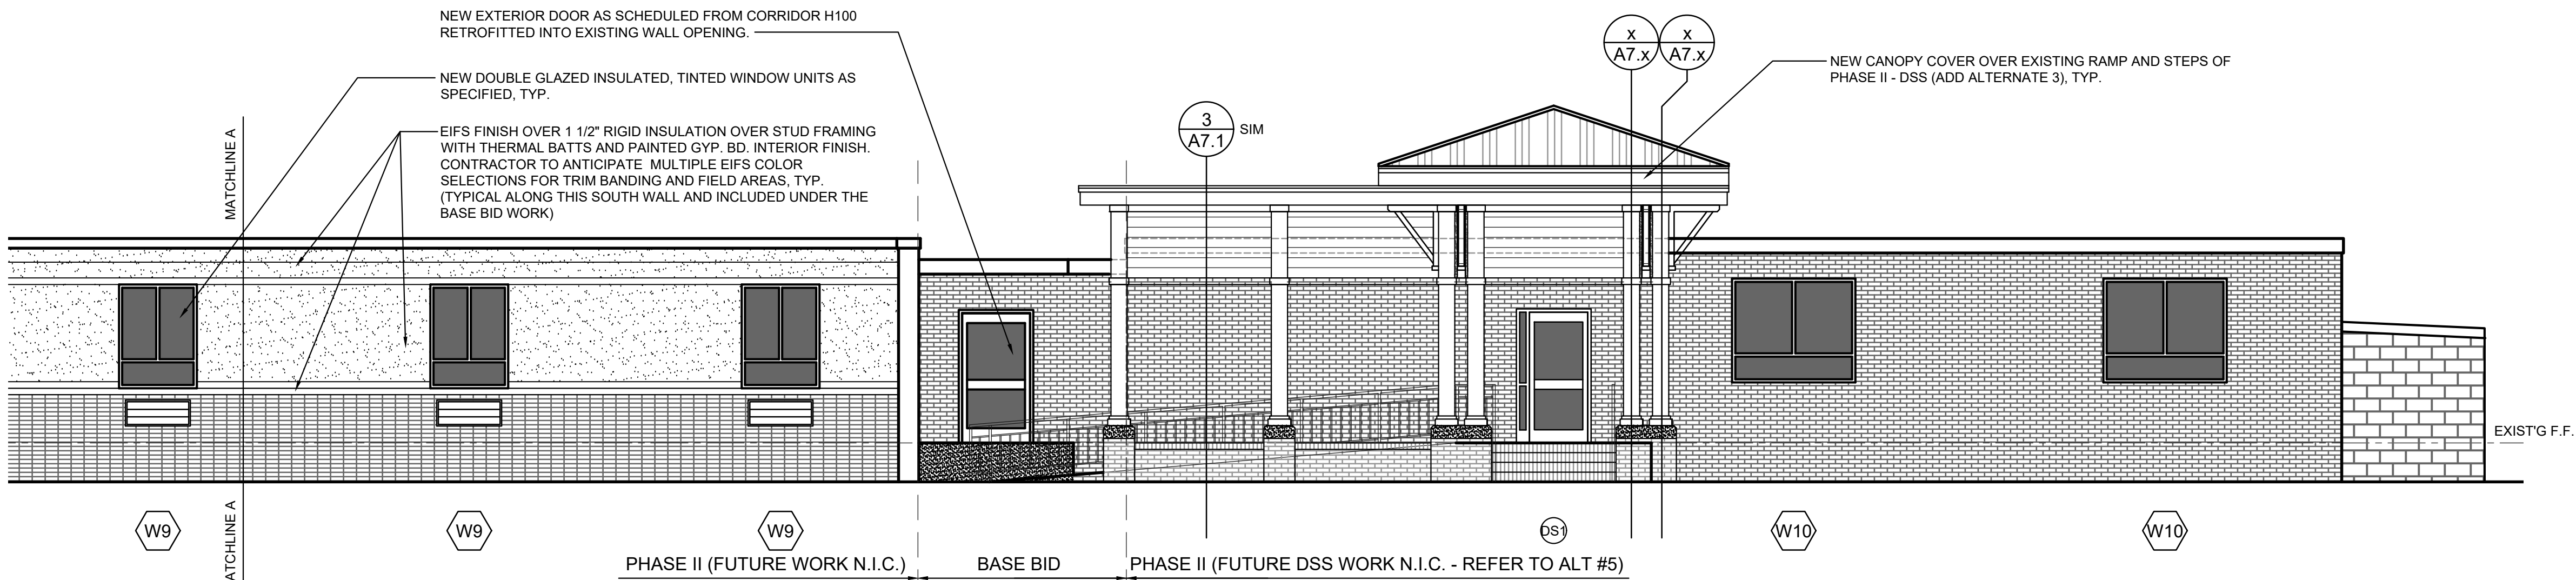 NEW EXTERIOR DOOR AS SCHEDULED FROM CORRIDOR H100
RETROFITTED INTO EXISTING WALL OPENING.
NEW DOUBLE GLAZED INSULATED, TINTED WINDOW UNITS AS
SPECIFIED, TYP.
EIFS FINISH OVER 1 1/2" RIGID INSULATION OVER STUD FRAMING
WITH THERMAL BATTS AND PAINTED GYP. BD. INTERIOR FINISH.
CONTRACTOR TO ANTICIPATE MULTIPLE EIFS COLOR
SELECTIONS FOR TRIM BANDING AND FIELD AREAS, TYP.
(TYPICAL ALONG THIS SOUTH WALL AND INCLUDED UNDER THE
BASE BID WORK)
MATCHLINE A
3
A7.1
SIM
x
A7.x
x
A7.x
NEW CANOPY COVER OVER EXISTING RAMP AND STEPS OF
PHASE II - DSS (ADD ALTERNATE 3), TYP.
EXIST'G F.F.
W9
ATCHLINE A
W9
W9
DS1
W10
W10
PHASE II (FUTURE WORK N.I.C.)
BASE BID
PHASE II (FUTURE DSS WORK N.I.C. - REFER TO ALT #5)